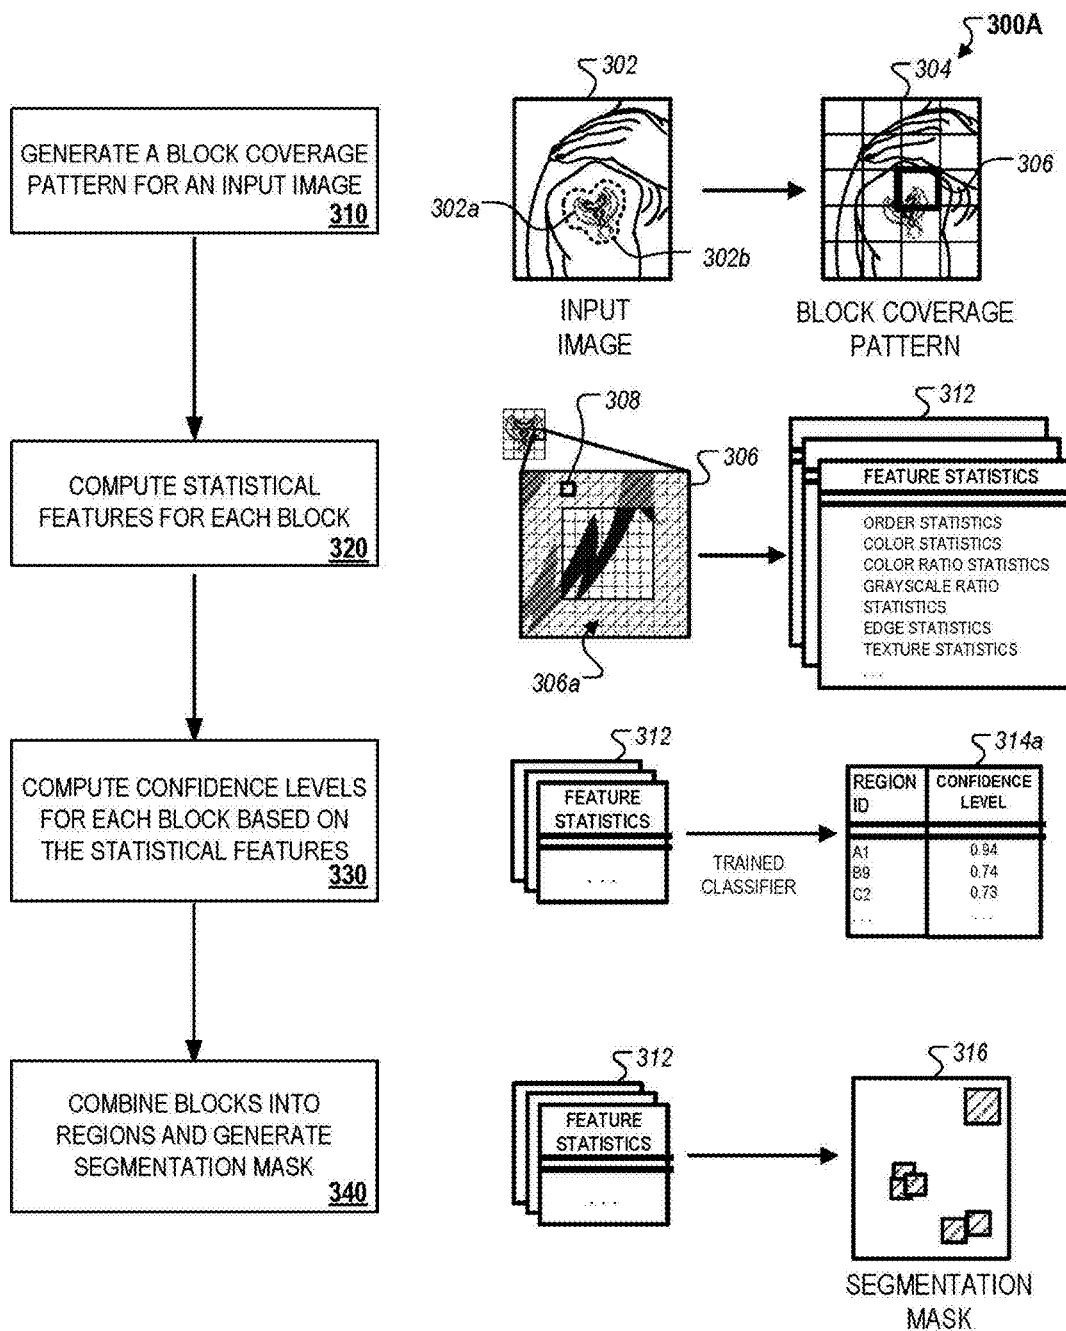 300A
302
304
GENERATE A BLOCK COVERAGE
PATTERN FOR AN INPUT IMAGE
310
306
302a
302b
INPUT
IMAGE
BLOCK COVERAGE
PATTERN
308
312
COMPUTE STATISTICAL
FEATURES FOR EACH BLOCK
320
306
306a
FEATURE STATISTICS
ORDER STATISTICS
COLOR STATISTICS
COLOR RATIO STATISTICS
GRAYSCALE RATIO
STATISTICS
EDGE STATISTICS
TEXTURE STATISTICS
. . .
COMPUTE CONFIDENCE LEVELS
FOR EACH BLOCK BASED ON
THE STATISTICAL FEATURES
330
312
FEATURE
STATISTICS
. . .
TRAINED
CLASSIFIER
314a
REGION
ID
CONFIDENCE
LEVEL
A1 0.94
B9 0.74
C2 0.73
. . . . . .
COMBINE BLOCKS INTO
REGIONS AND GENERATE
SEGMENTATION MASK
340
312
FEATURE
STATISTICS
. . .
316
SEGMENTATION
MASK